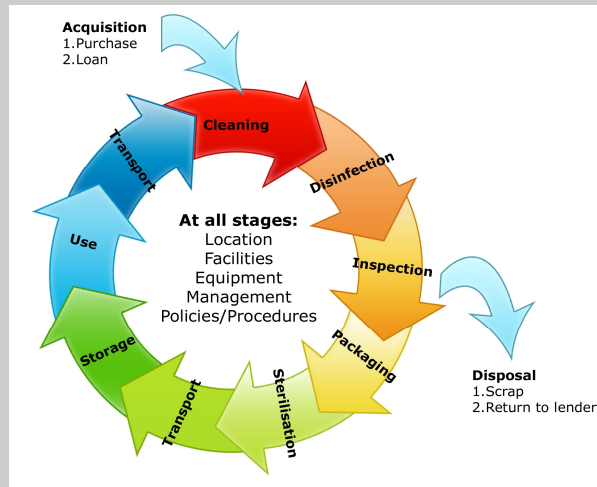 Acquisition
1.Purchase
2.Loan
Cleaning
Disinfection
Inspection
Packaging
Sterilisation
Transport
Storage
Use
Transport
At all stages:
Location
Facilities
Equipment
Management
Policies/Procedures
Disposal
1.Scrap
2.Return to lender